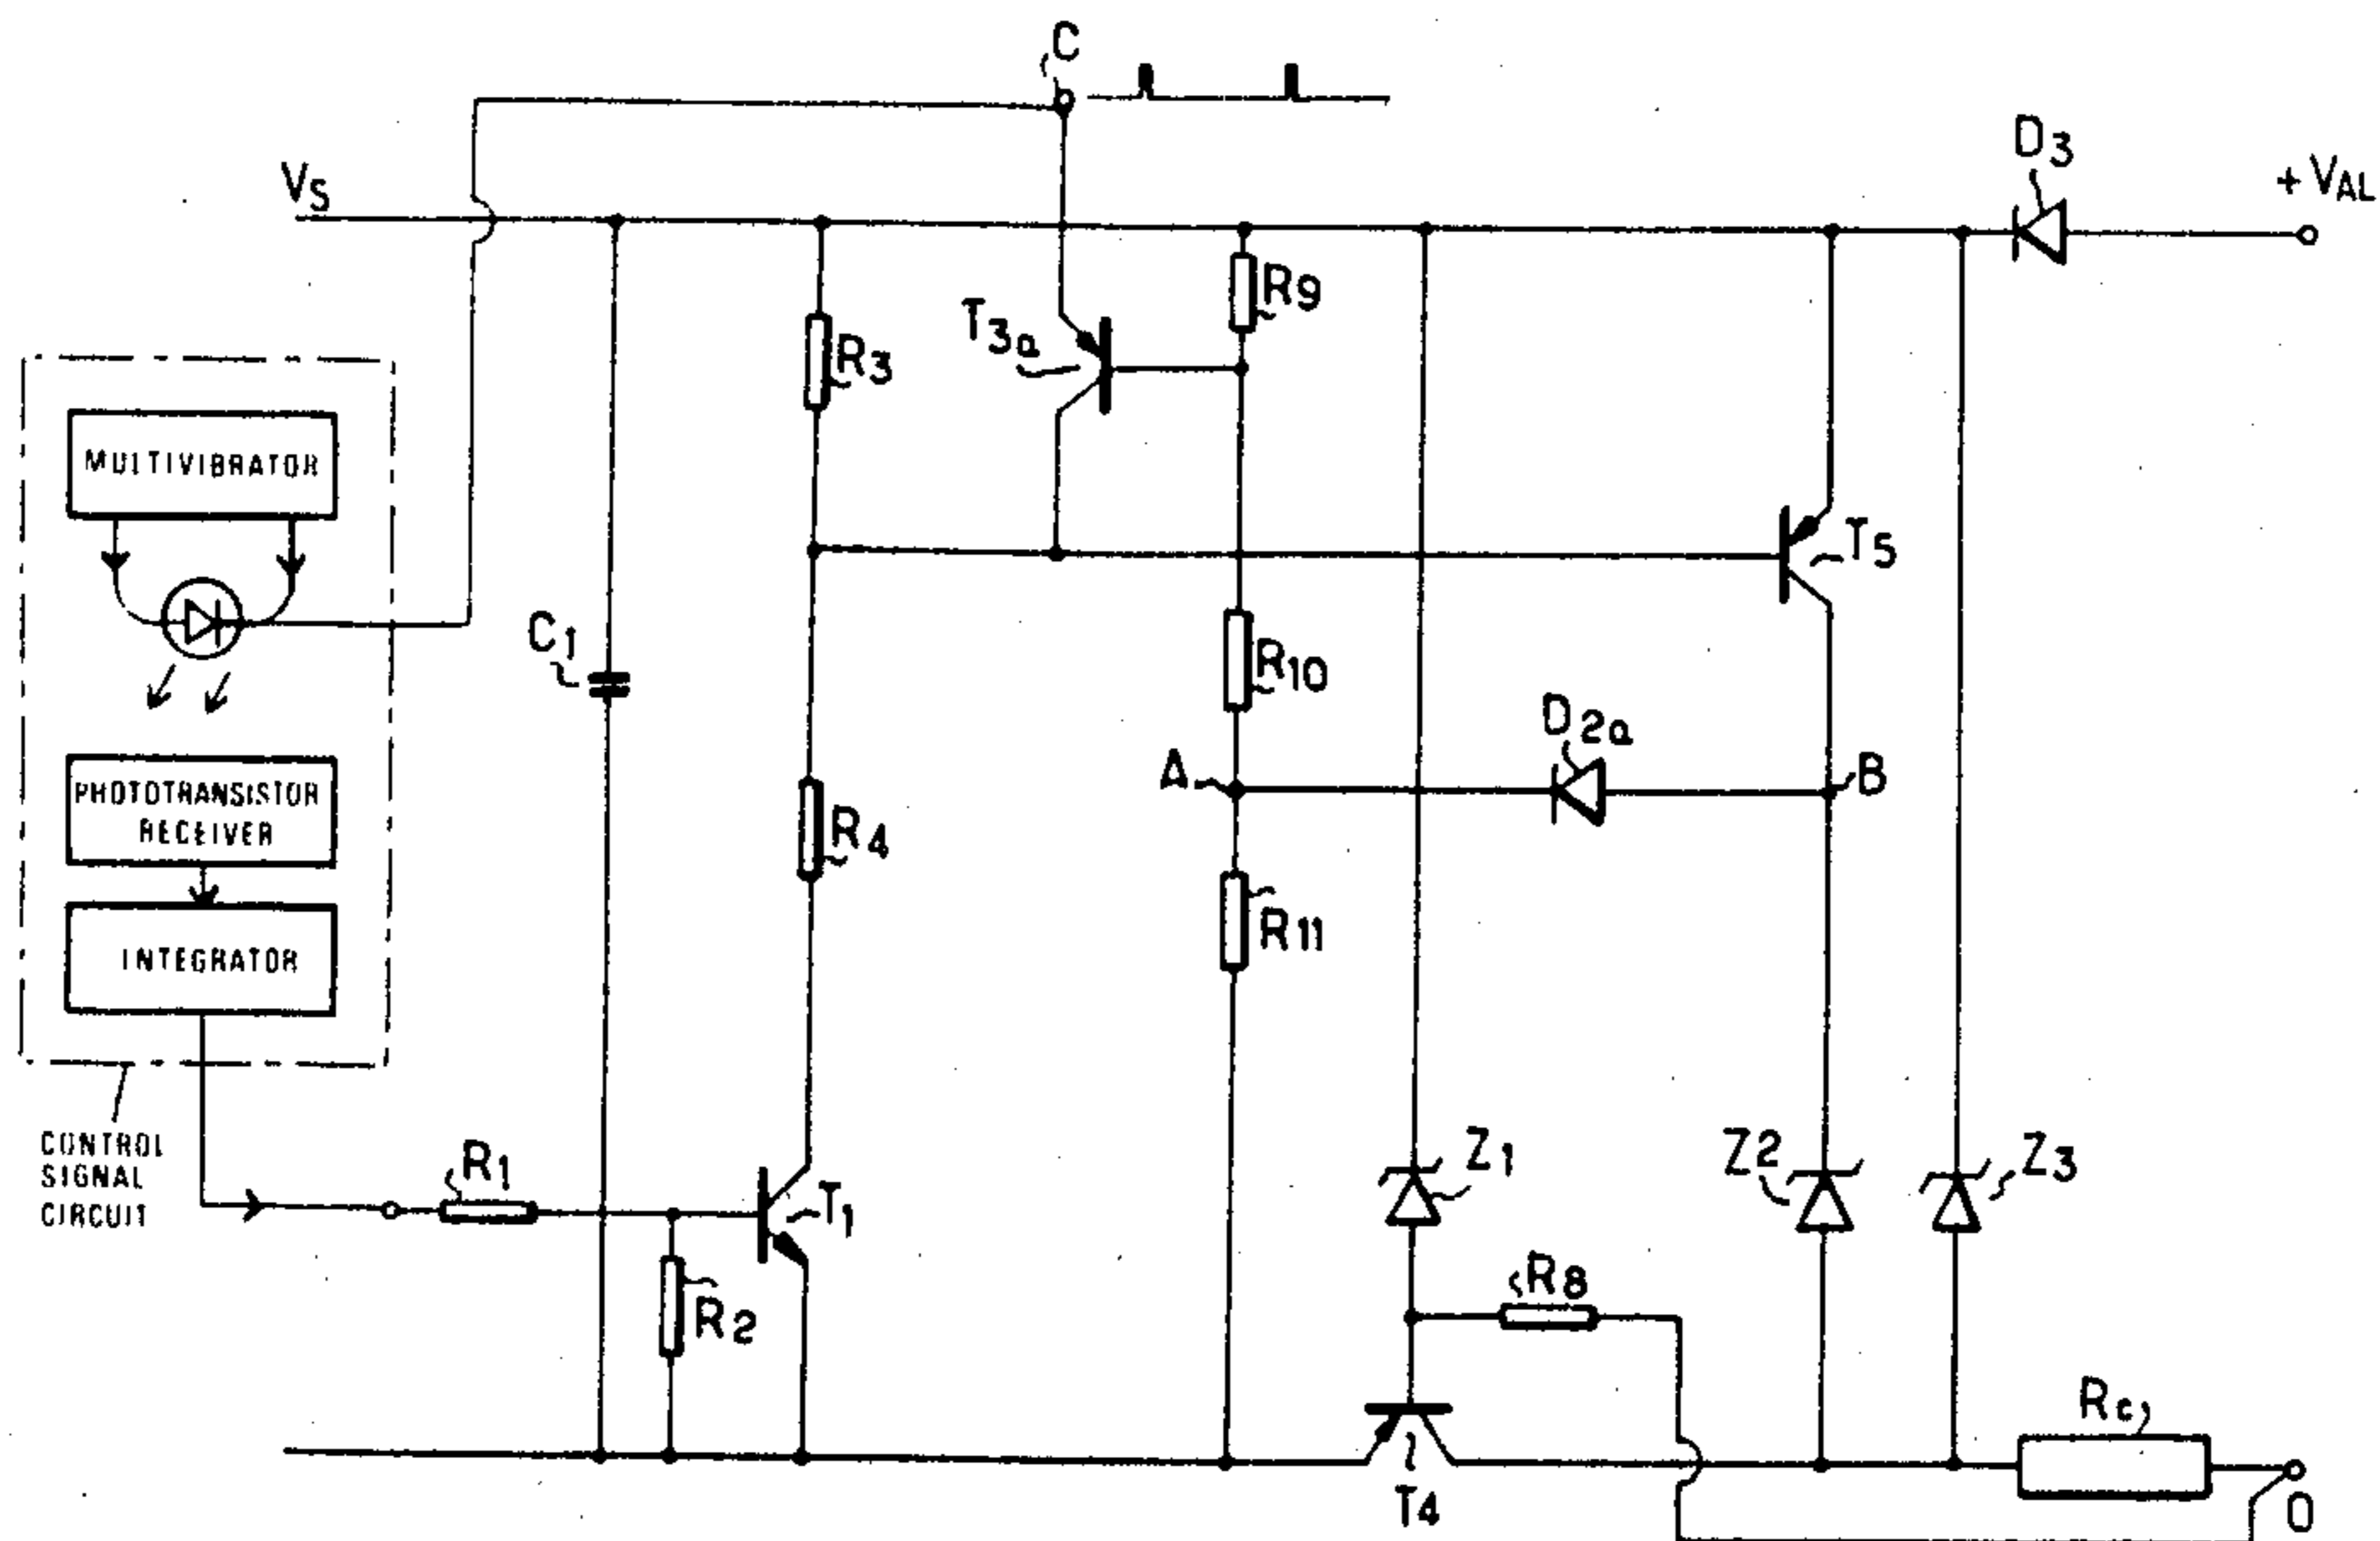 C
VS
D3
+ VAL
R3
T3a
R9
MULTIVIBRATOR
T5
C1
R10
D2a
A
B
PHOTOTRANSISTOR
RECEIVER
R4
R11
INTEGRATOR
CONTROL
SIGNAL
CIRCUIT
R1
T1
Z1
Z2
Z3
R2
R8
Rc
T4
0